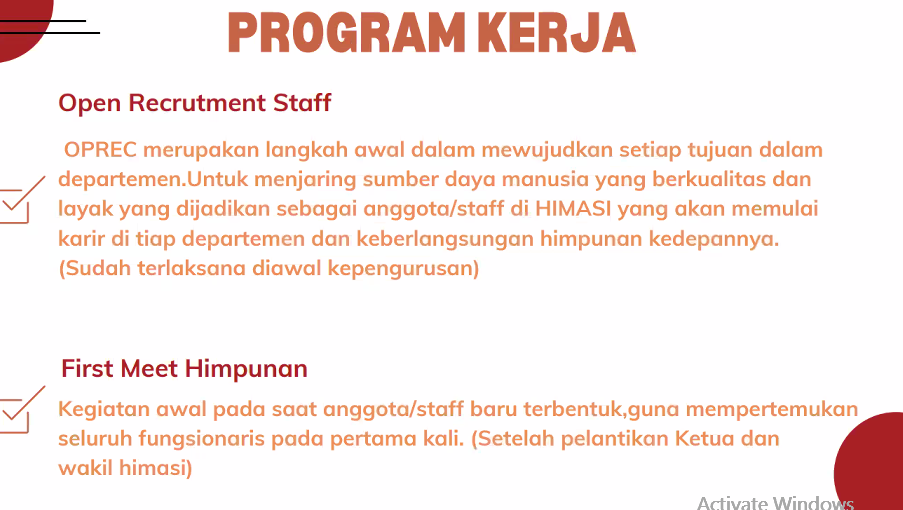 PROGRAM KERJA
Open Recrutment Staff
OPREC merupakan langkah awal dalam mewujudkan setiap tujuan dalam
departemen.Untuk menjaring sumber daya manusia yang berkualitas dan
layak yang dijadikan sebagai anggota/staff di HIMASI yang akan memulai
karir di tiap departemen dan keberlangsungan himpunan kedepannya.
(Sudah terlaksana diawal kepengurusan)
First Meet Himpunan
Kegiatan awal pada saat anggota/staff baru terbentuk,guna mempertemukan
seluruh fungsionaris pada pertama kali. (Setelah pelantikan Ketua dan
wakil himasi)
Activate Windows